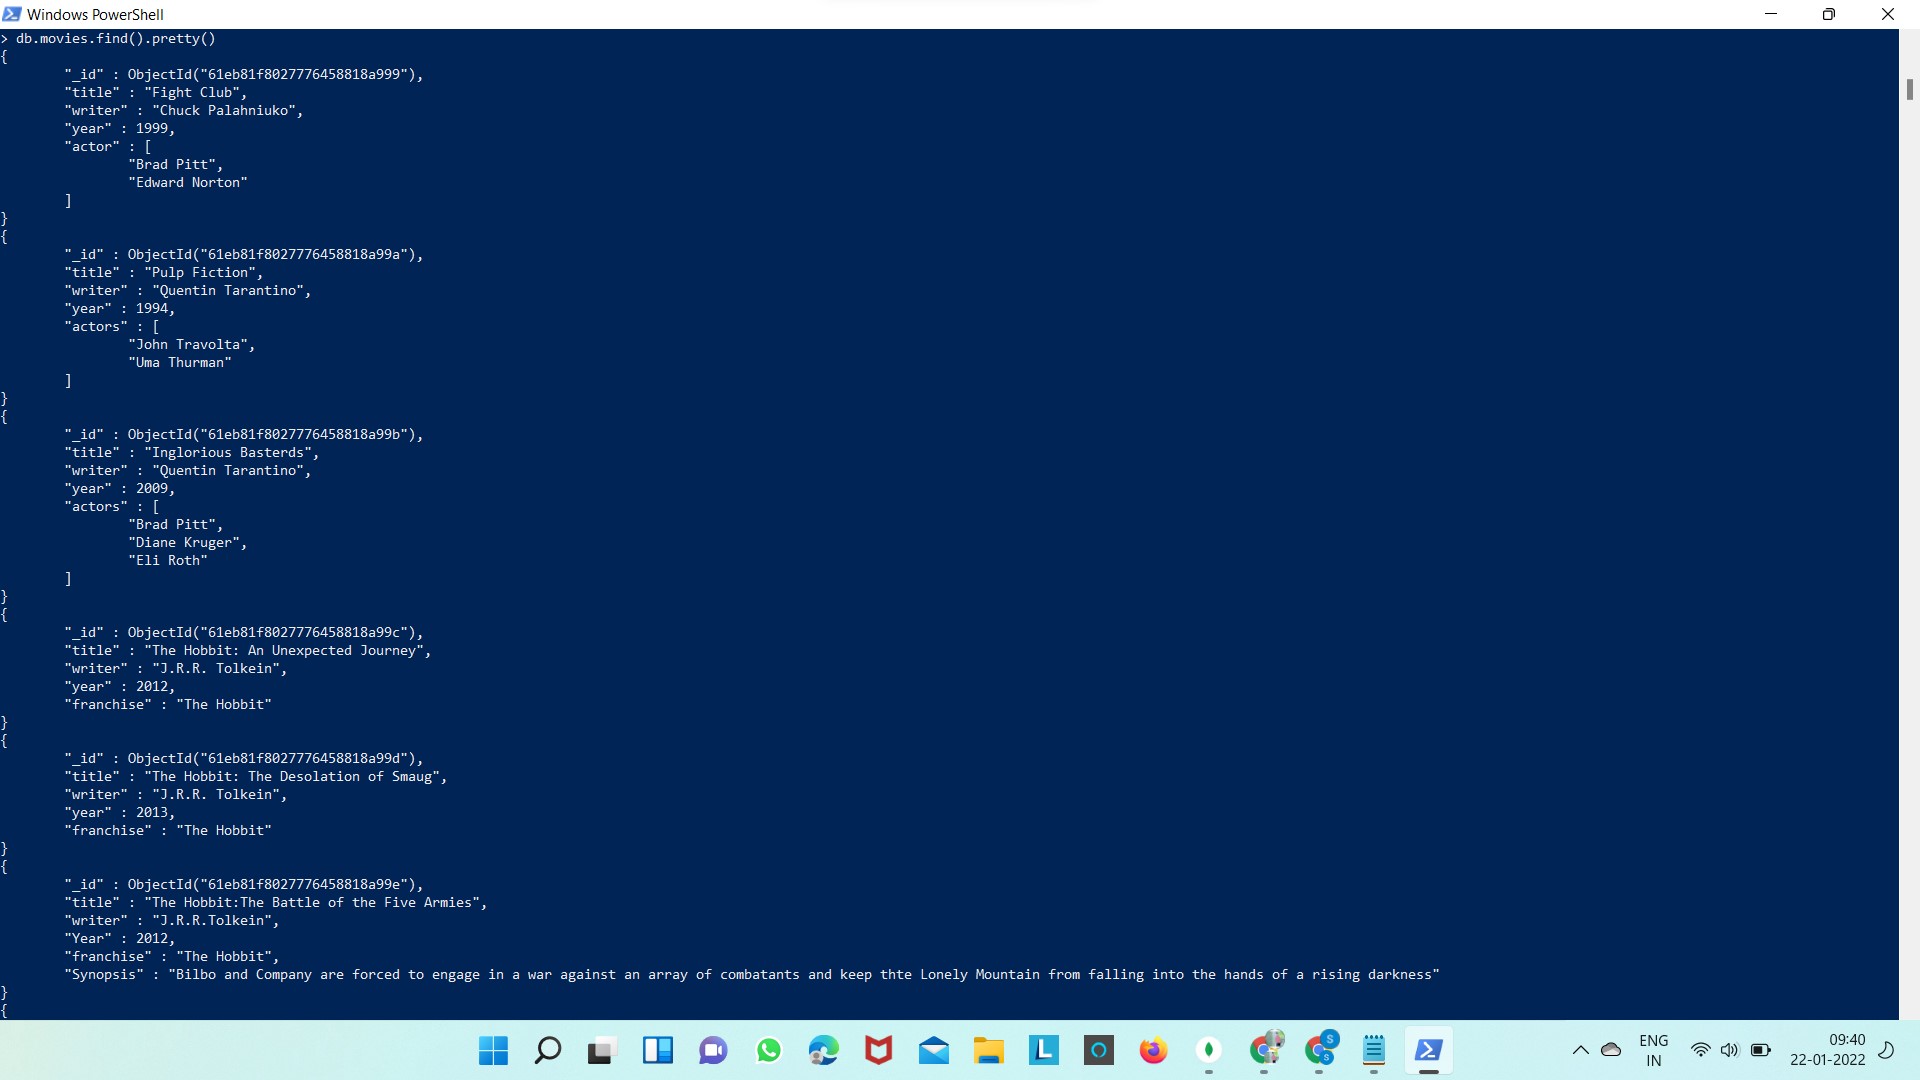 Windows PowerShell
> db.movies.find().pretty()
{
"_id" : ObjectId("61eb81f8027776458818a999"),
"title" : "Fight Club",
"writer" : "Chuck Palahniuko",
"year" : 1999,
"actor" : [
"Brad Pitt",
"Edward Norton"
]
}
{
"_id" : ObjectId("61eb81f8027776458818a99a"),
"title" : "Pulp Fiction",
"writer" : "Quentin Tarantino",
"year" : 1994,
"actors" : [
"John Travolta",
"Uma Thurman"
]
}
{
"_id" : ObjectId("61eb81f8027776458818a99b"),
"title" : "Inglorious Basterds",
"writer" : "Quentin Tarantino",
"year" : 2009,
"actors" : [
"Brad Pitt",
"Diane Kruger",
"Eli Roth"
]
}
{
"_id" : ObjectId("61eb81f8027776458818a99c"),
"title" : "The Hobbit: An Unexpected Journey",
"writer" : "J.R.R. Tolkein",
"year" : 2012,
"franchise" : "The Hobbit"
}
{
"_id" : ObjectId("61eb81f8027776458818a99d"),
"title" : "The Hobbit: The Desolation of Smaug",
"writer" : "J.R.R. Tolkein",
"year" : 2013,
"franchise" : "The Hobbit"
}
{
"_id" : ObjectId("61eb81f8027776458818a99e"),
"title" : "The Hobbit:The Battle of the Five Armies",
"writer" : "J.R.R.Tolkein",
"Year" : 2012,
"franchise" : "The Hobbit",
"Synopsis" : "Bilbo and Company are forced to engage in a war against an array of combatants and keep thte Lonely Mountain from falling into the hands of a rising darkness"
}
{
L
S
S
ENG
IN
09:40
22-01-2022